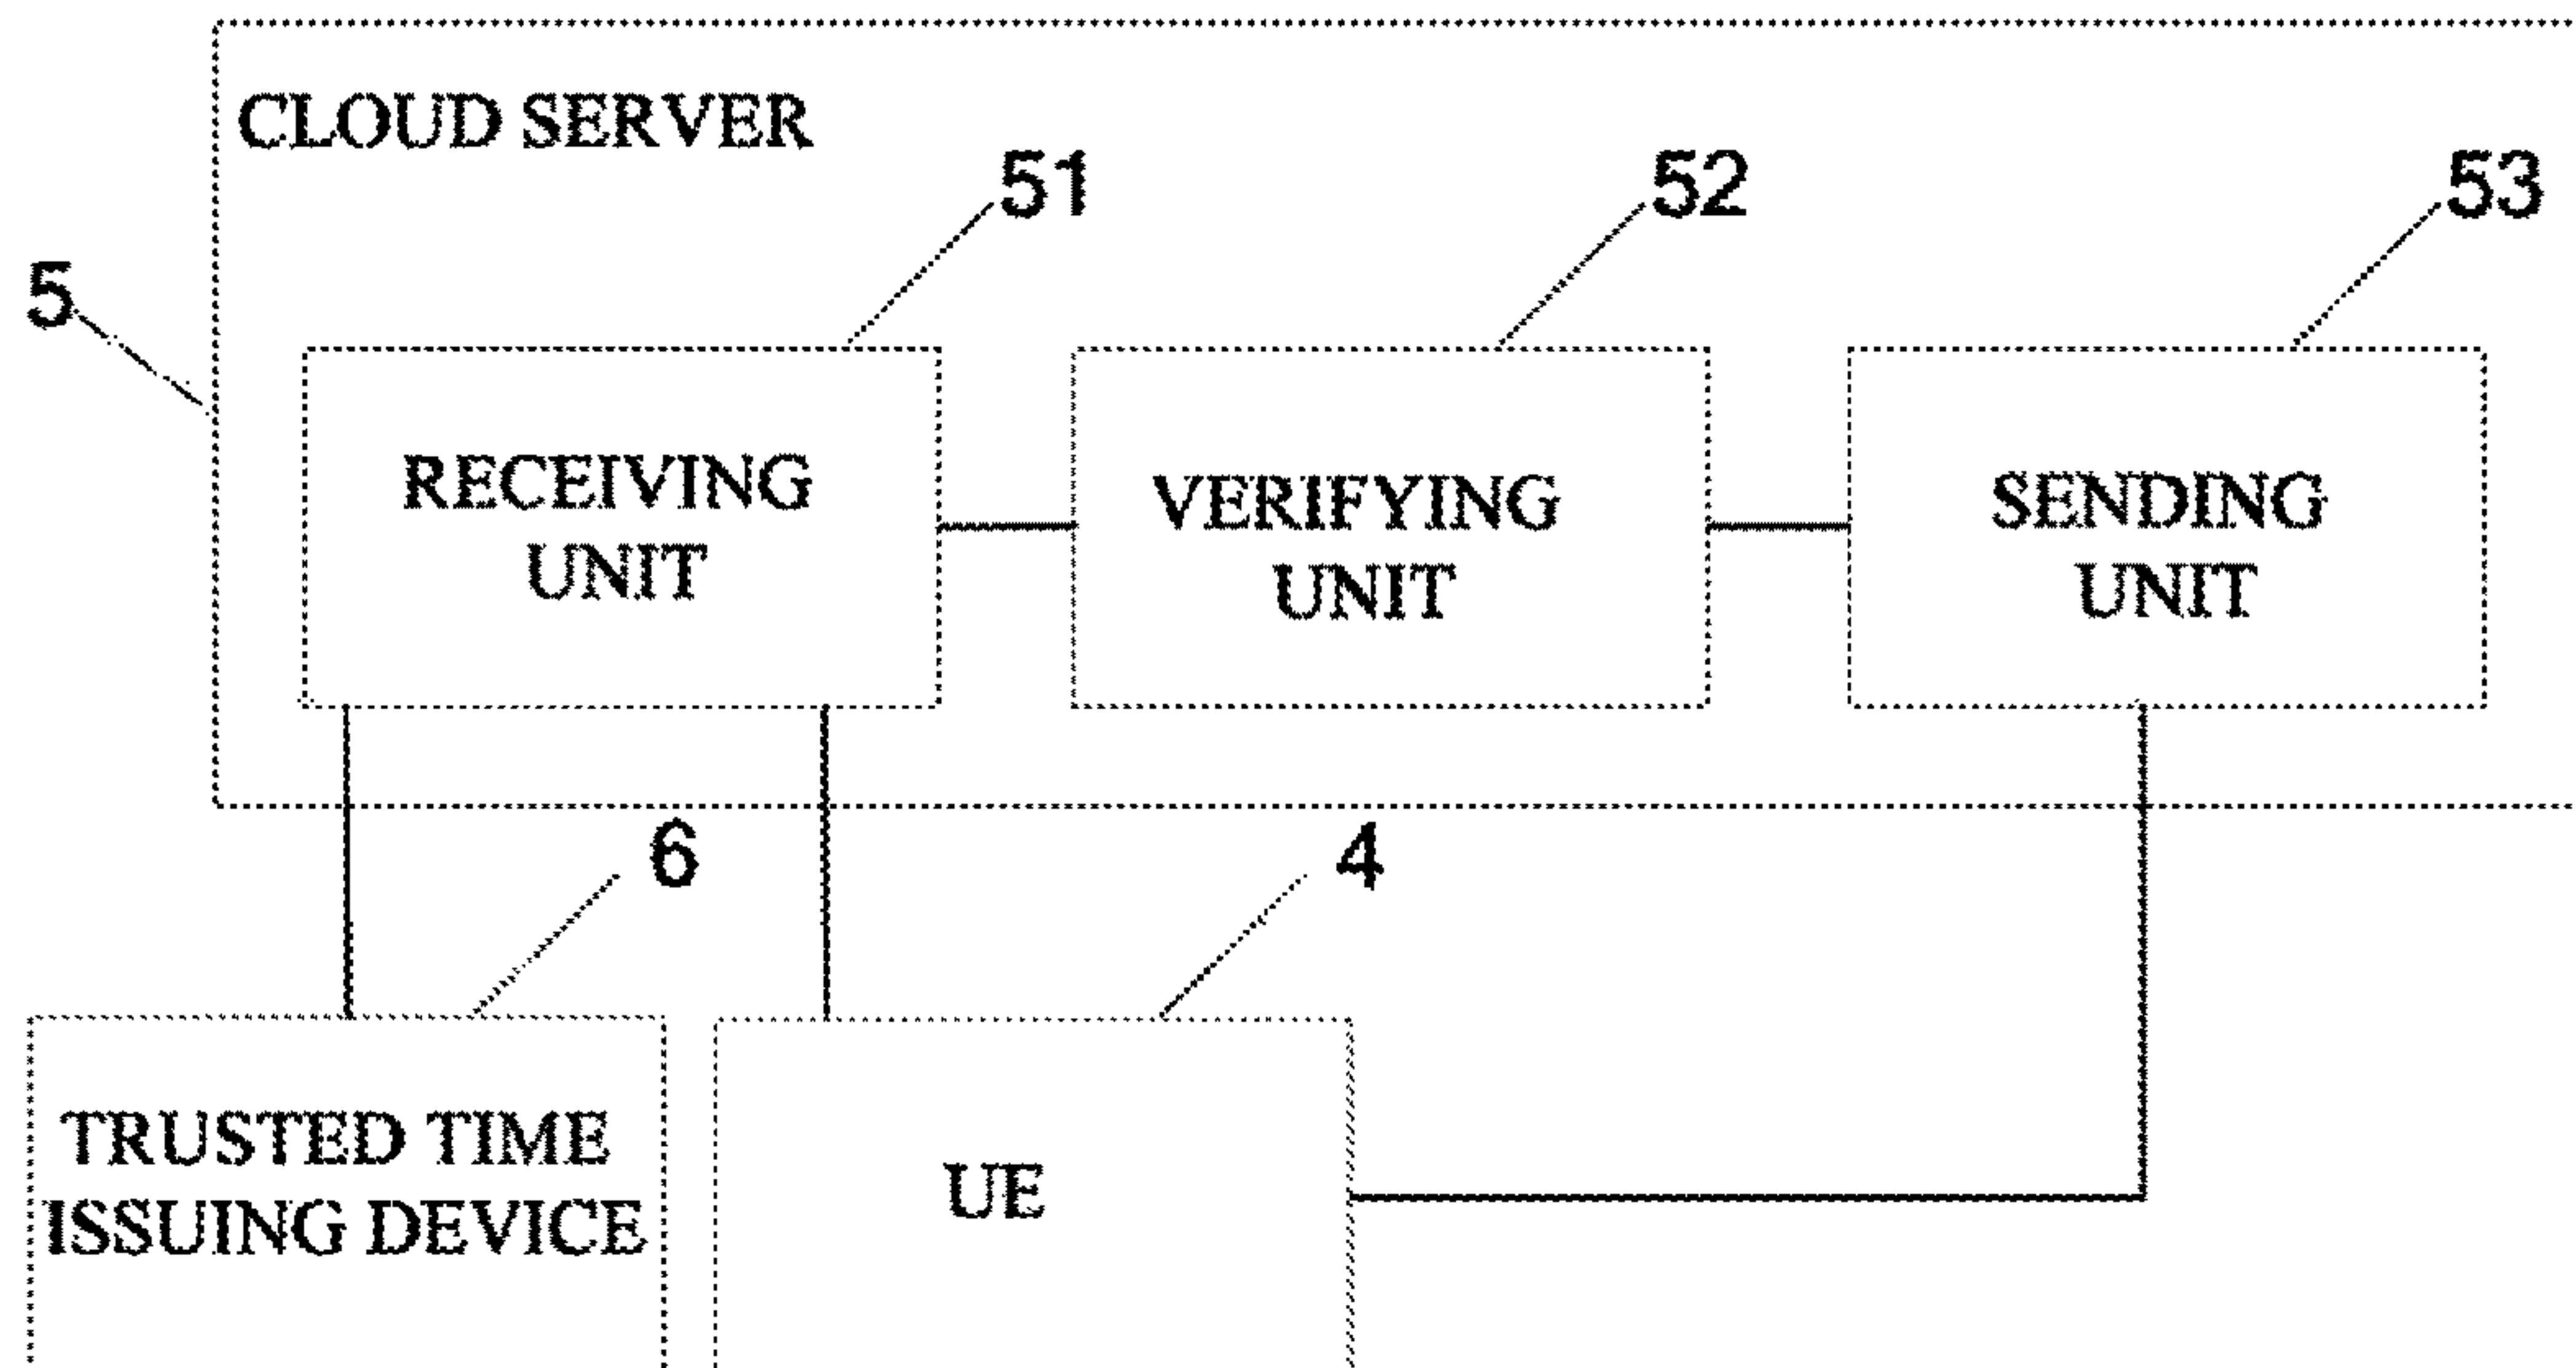 CLOUD SERVER
51
52
53
5
RECEIVING
UNIT
VERIFYING
UNIT
SENDING
UNIT
6
4
TRUSTED TIME
ISSUING DEVICE
UE